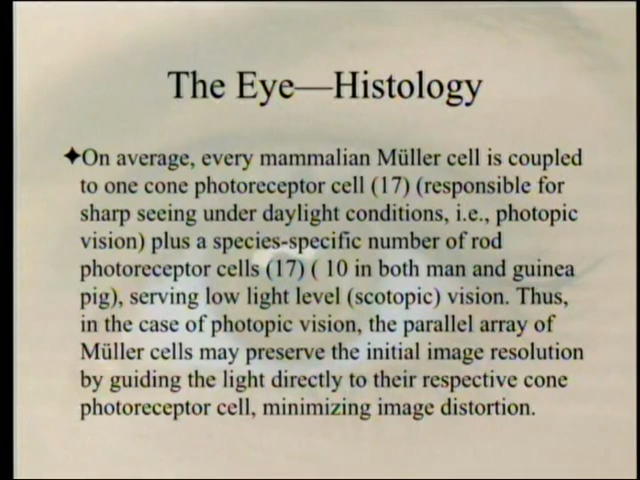 The Eye—Histology
✦On average, every mammalian Müller cell is coupled
to one cone photoreceptor cell (17) (responsible for
sharp seeing under daylight conditions, i.e., photopic
vision) plus a species-specific number of rod
photoreceptor cells (17) ( 10 in both man and guinea
pig), serving low light level (scotopic) vision. Thus,
in the case of photopic vision, the parallel array of
Müller cells may preserve the initial image resolution
by guiding the light directly to their respective cone
photoreceptor cell, minimizing image distortion.